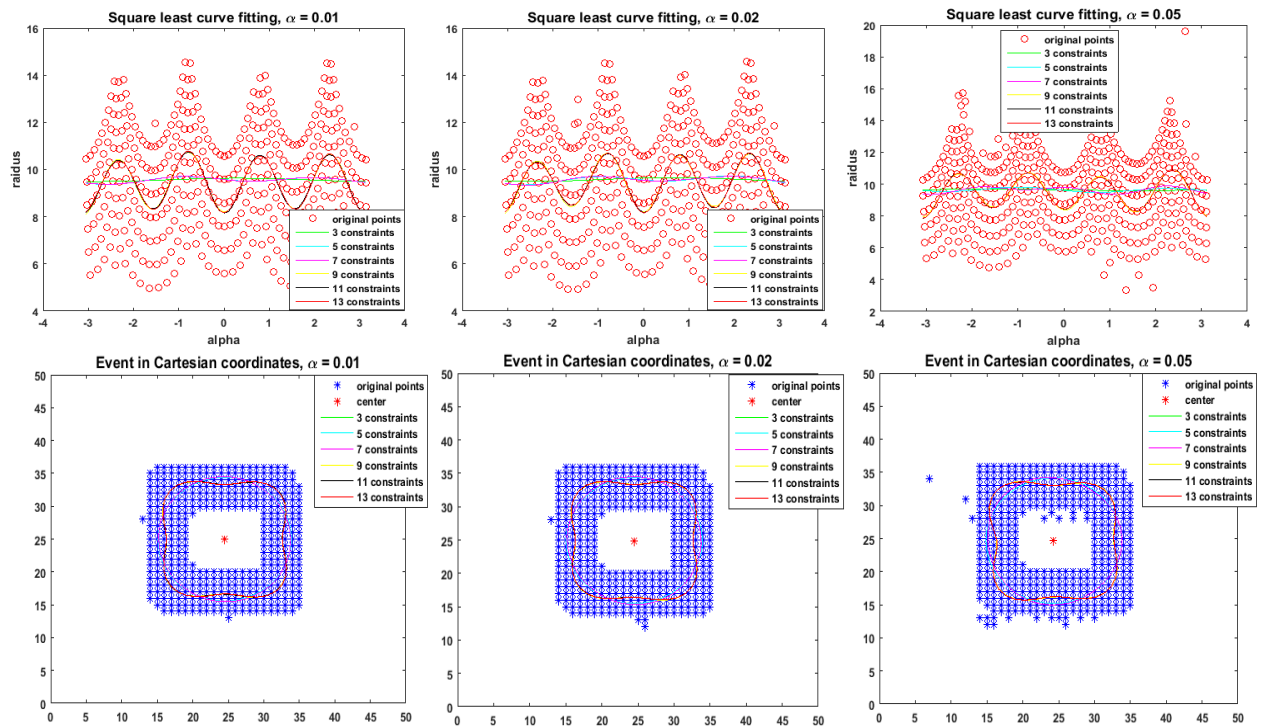 Square least curve fitting, α = 0.01
16
14
12
10
8
6
4
raidus
-4 -3 -2 -1 0 1 2 3 4
alpha
original points
3 constraints
5 constraints
7 constraints
9 constraints
11 constraints
13 constraints
Square least curve fitting, α = 0.02
16
14
12
10
8
6
4
raidus
-4 -3 -2 -1 0 1 2 3 4
alpha
original points
3 constraints
5 constraints
7 constraints
9 constraints
11 constraints
13 constraints
Square least curve fitting, α = 0.05
20
18
16
14
12
10
8
6
4
2
raidus
-4 -3 -2 -1 0 1 2 3 4
alpha
original points
3 constraints
5 constraints
7 constraints
9 constraints
11 constraints
13 constraints
Event in Cartesian coordinates, α = 0.01
50
45
40
35
30
25
20
15
10
5
0
0 5 10 15 20 25 30 35 40 45 50
original points
center
3 constraints
5 constraints
7 constraints
9 constraints
11 constraints
13 constraints
Event in Cartesian coordinates, α = 0.02
50
45
40
35
30
25
20
15
10
5
0
0 5 10 15 20 25 30 35 40 45 50
original points
center
3 constraints
5 constraints
7 constraints
9 constraints
11 constraints
13 constraints
Event in Cartesian coordinates, α = 0.05
50
45
40
35
30
25
20
15
10
5
0
0 5 10 15 20 25 30 35 40 45 50
original points
center
3 constraints
5 constraints
7 constraints
9 constraints
11 constraints
13 constraints